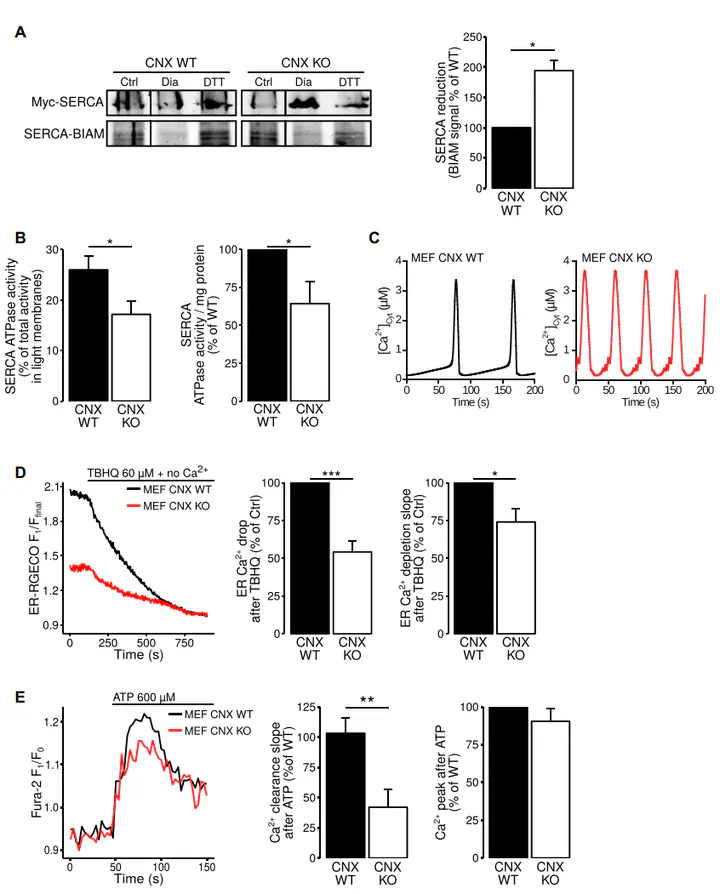 A
CNX WT
CNX KO
Ctrl Dia DTT Ctrl Dia DTT
Myc-SERCA
SERCA-BIAM
SERCA reduction
(BIAM signal % of WT)
250
200
150
100
50
0
*
CNX WT
CNX KO
B
SERCA ATPase activity
(% of total activity
in light membranes)
30
20
10
0
*
CNX WT
CNX KO
SERCA
ATPase activity / mg protein
(% of WT)
100
75
50
25
0
*
CNX WT
CNX KO
C
MEF CNX WT
[Ca2+]Cyt (µM)
4
3
2
1
0
0 50 100 150 200
Time (s)
MEF CNX KO
[Ca2+]Cyt (µM)
4
3
2
1
0
0 50 100 150 200
Time (s)
D
TBHQ 60 µM + no Ca2+
MEF CNX WT
MEF CNX KO
ER-RGECO F1/Ffinal
2.1
1.8
1.5
1.2
0.9
0 250 500 750
Time (s)
ER Ca2+ drop
after TBHQ (% of Ctrl)
100
75
50
25
0
***
CNX WT
CNX KO
ER Ca2+ depletion slope
after TBHQ (% of Ctrl)
100
75
50
25
0
*
CNX WT
CNX KO
E
ATP 600 µM
MEF CNX WT
MEF CNX KO
Fura-2 F1/F0
1.2
1.1
1.0
0.9
0 50 100 150
Time (s)
Ca2+ clearance slope
after ATP (%of WT)
125
100
75
50
25
0
**
CNX WT
CNX KO
Ca2+ peak after ATP
(% of WT)
100
75
50
25
0
CNX WT
CNX KO